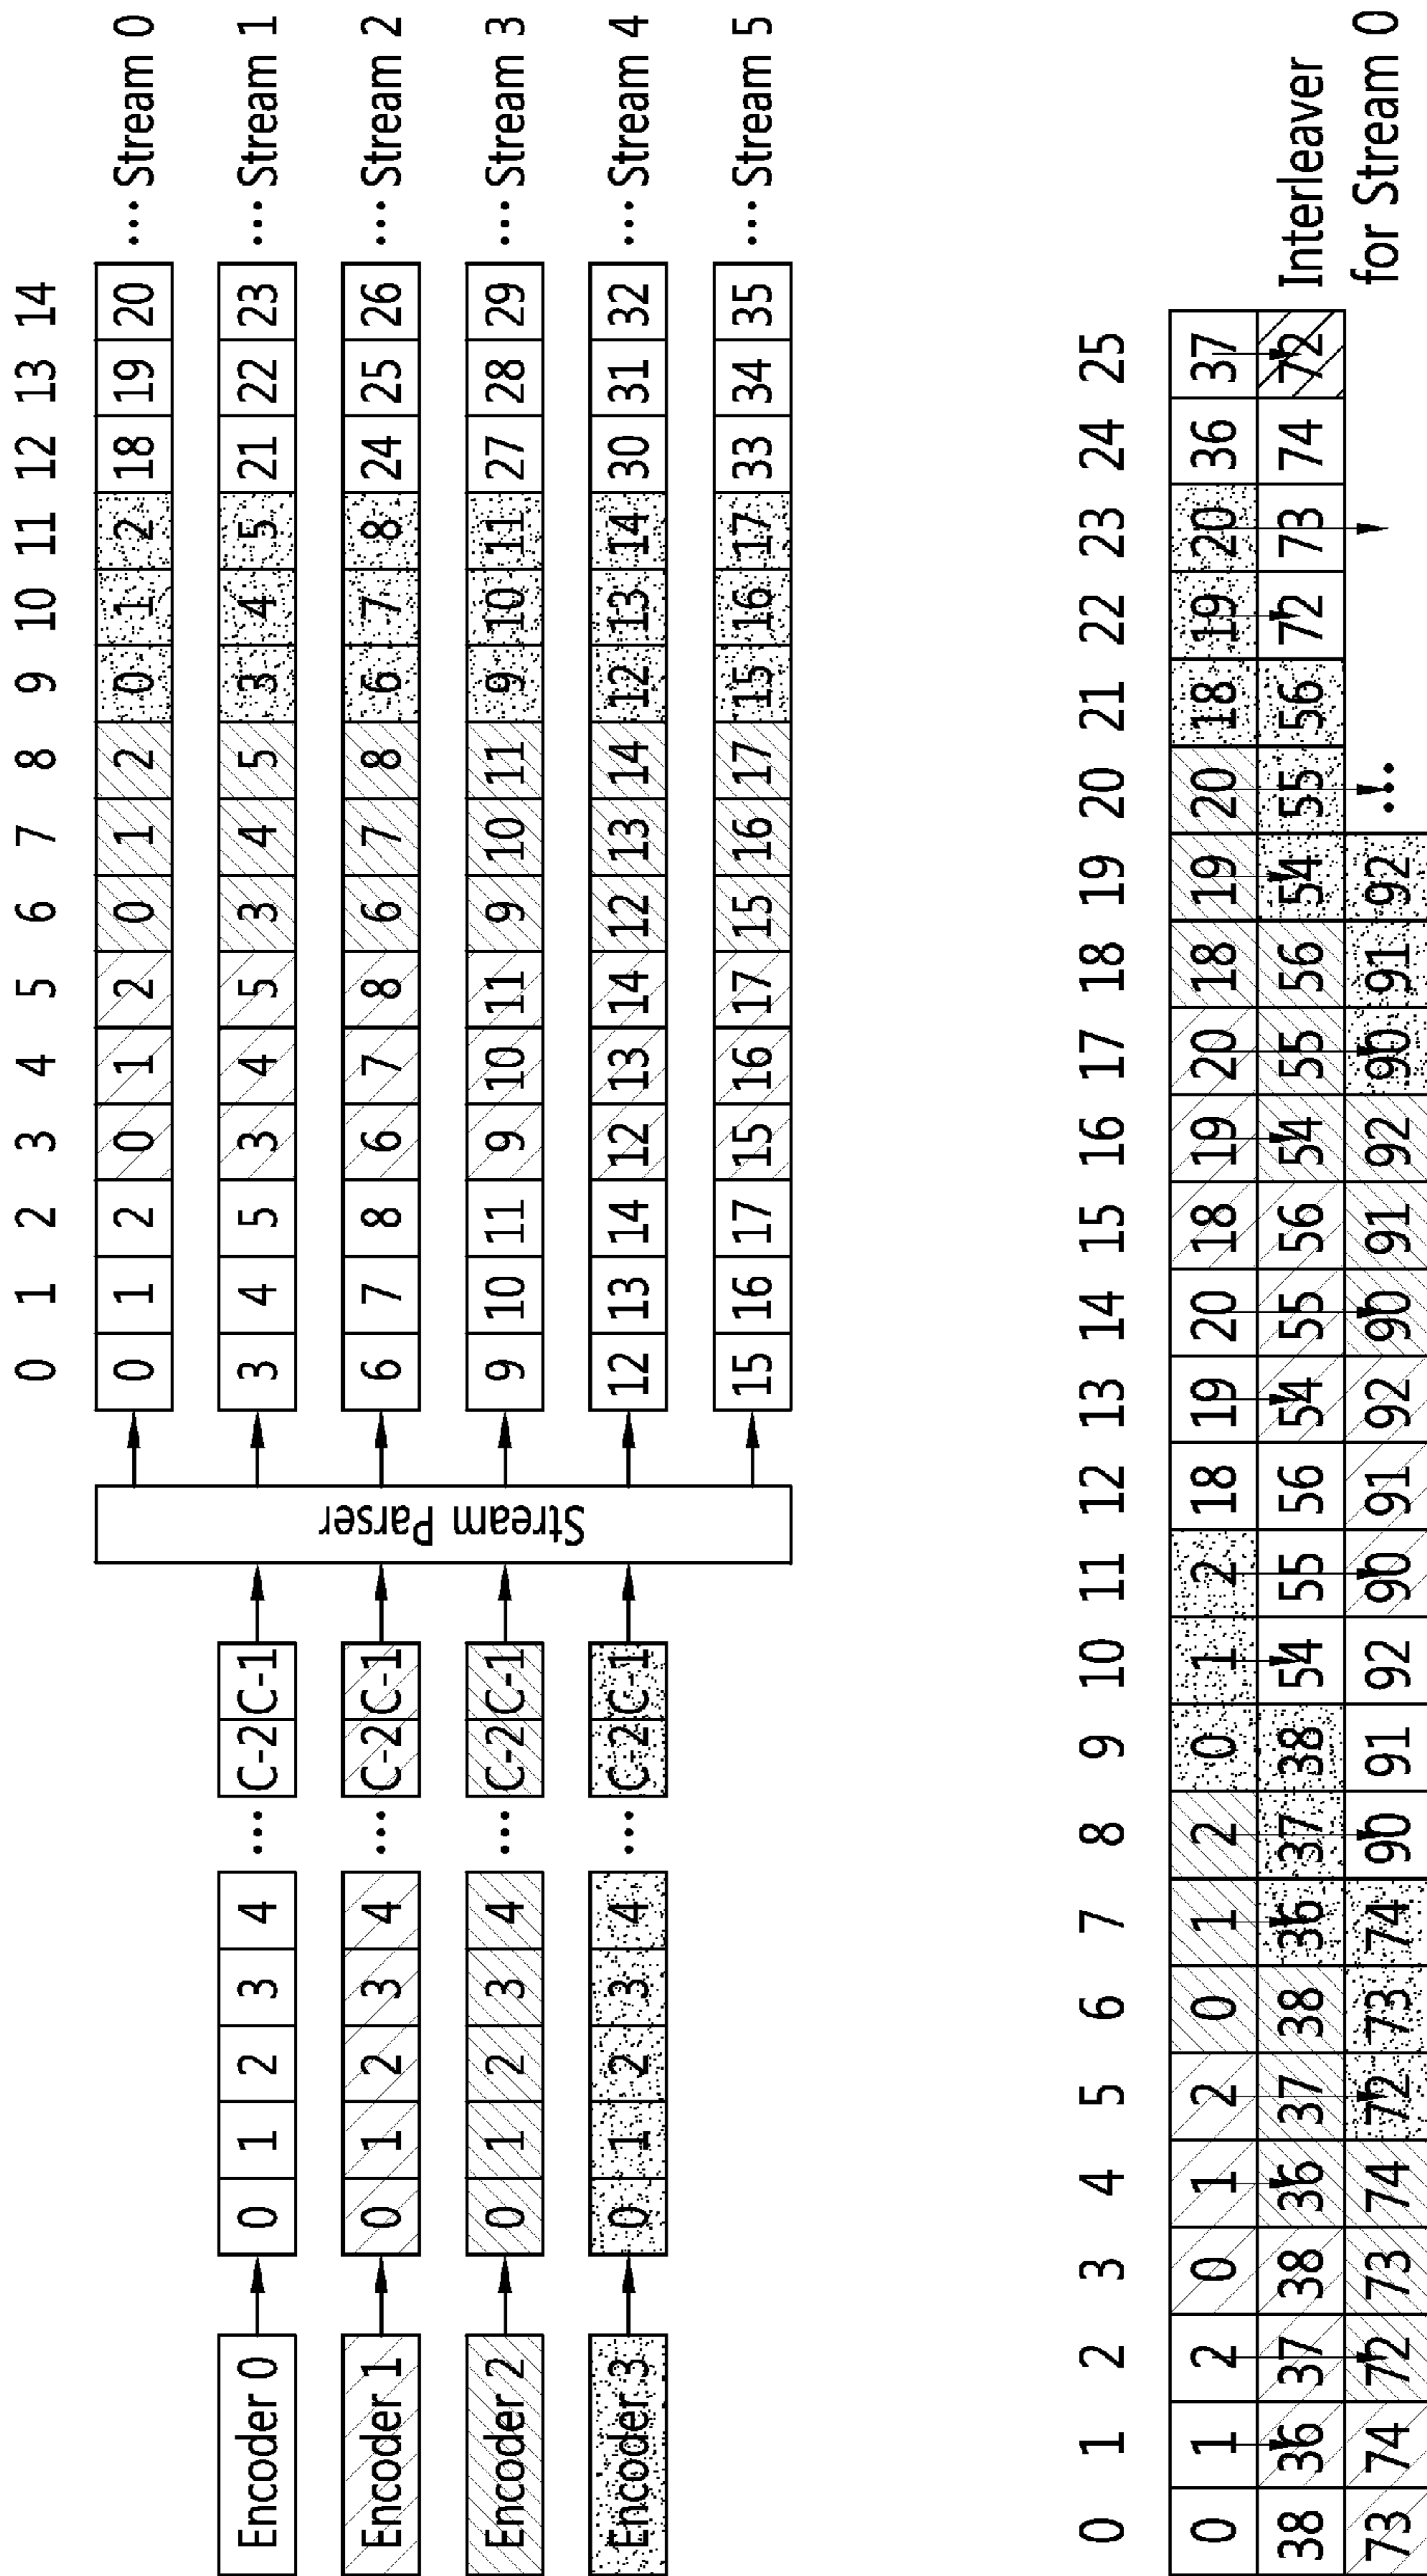 0 1 2 3 4 5 6 7 8 9 10 11 12 13 14
0 1 2 0 1 2 0 1 2 0 1 2 18 19 20 ... Stream 0
Encoder 0 0 1 2 3 4 ... C-2 C-1 3 4 5 3 4 5 3 4 5 3 4 5 21 22 23 ... Stream 1
Encoder 1 0 1 2 3 4 ... C-2 C-1 6 7 8 6 7 8 6 7 8 6 7 8 24 25 26 ... Stream 2
Encoder 2 0 1 2 3 4 ... C-2 C-1 9 10 11 9 10 11 9 10 11 9 10 11 27 28 29 ... Stream 3
Encoder 3 0 1 2 3 4 ... C-2 C-1 12 13 14 12 13 14 12 13 14 12 13 14 30 31 32 ... Stream 4
15 16 17 15 16 17 15 16 17 15 16 17 33 34 35 ... Stream 5
Stream Parser
0 1 2 3 4 5 6 7 8 9 10 11 12 13 14 15 16 17 18 19 20 21 22 23 24 25
0 1 2 0 1 2 0 1 2 0 1 2 18 19 20 18 19 20 18 19 20 18 19 20 36 37
38 36 37 38 36 37 38 36 37 38 54 55 56 54 55 56 54 55 56 54 55 56 72 73 74 72
73 74 72 73 74 72 73 74 90 91 92 90 91 92 90 91 92 90 91 92 ...
Interleaver
for Stream 0